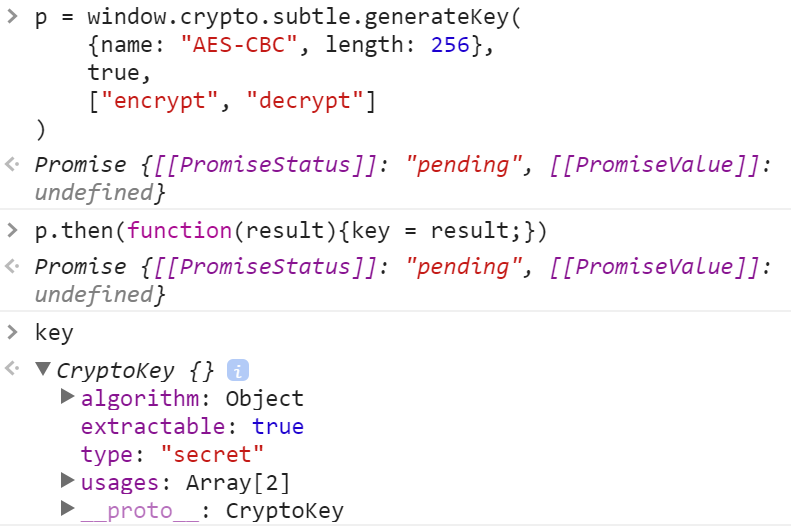 > p = window.crypto.subtle.generateKey(
{name: "AES-CBC", length: 256},
true,
["encrypt", "decrypt"]
)
Promise {[[PromiseStatus]]: "pending", [[PromiseValue]]:
undefined}
> p.then(function(result){key = result;})
Promise {[[PromiseStatus]]: "pending", [[PromiseValue]]:
undefined}
> key
▼ CryptoKey {} i
▶ algorithm: Object
extractable: true
type: "secret"
▶ usages: Array[2]
▶ __proto__: CryptoKey